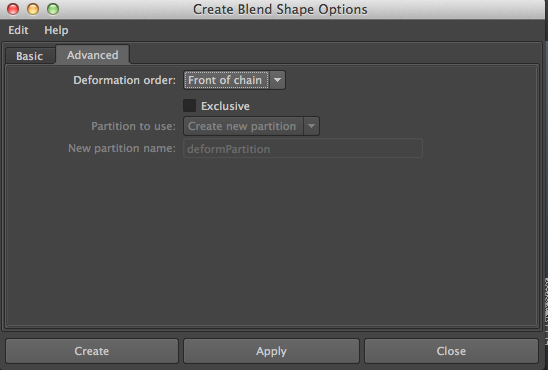 Create Blend Shape Options
Edit Help
Basic Advanced
Deformation order: Front of chain
Exclusive
Partition to use: Create new partition
New partition name: deformPartition
Create Apply Close